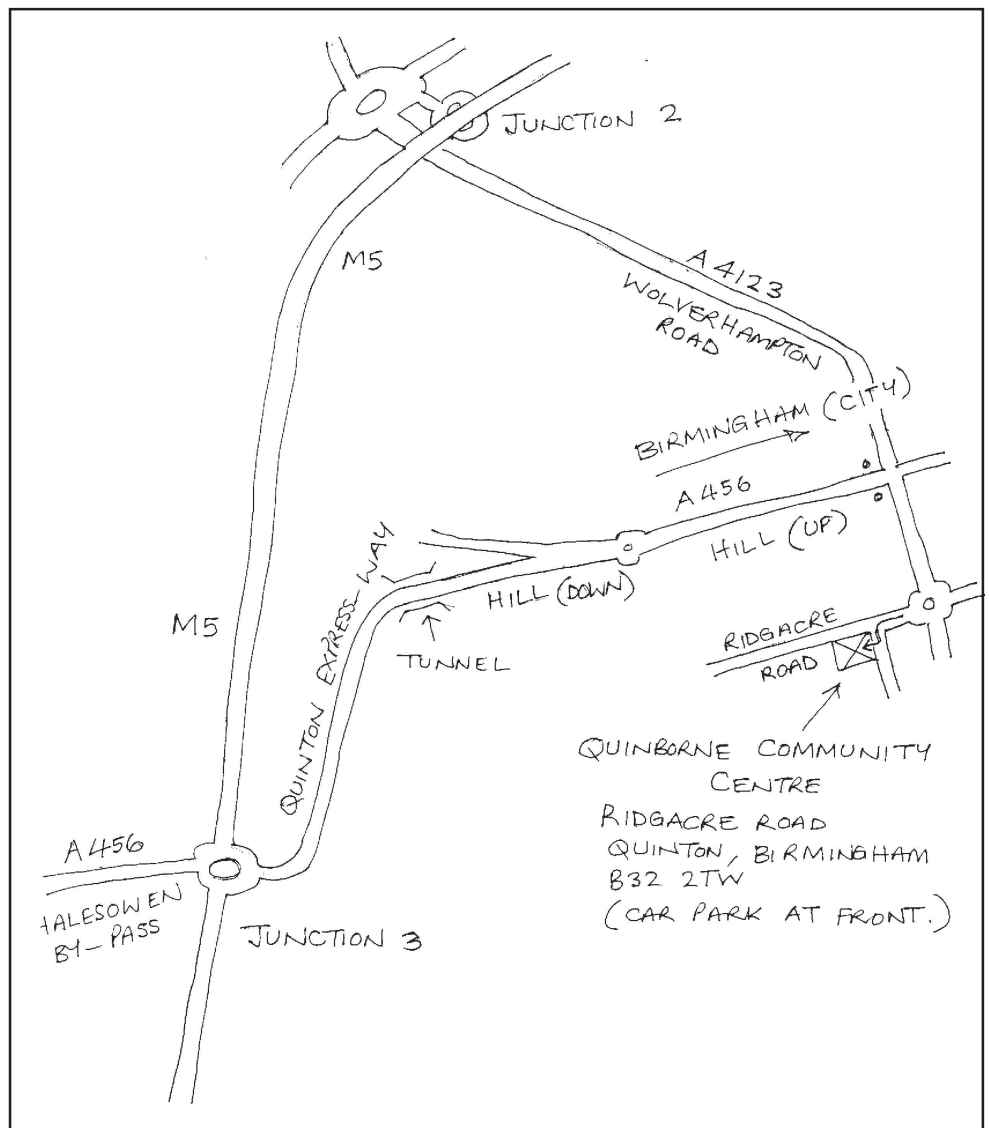 JUNCTION 2
M5
A4123
WOLVERHAMPTON
ROAD
BIRMINGHAM (CITY)
A456
HILL (UP)
QUINTON EXPRESS-WAY
HILL (DOWN)
M5
TUNNEL
RIDGACRE
ROAD
QUINBORNE COMMUNITY
CENTRE
RIDGACRE ROAD
QUINTON, BIRMINGHAM
B32 2TW
(CAR PARK AT FRONT.)
A456
HALESOWEN
BY-PASS
JUNCTION 3